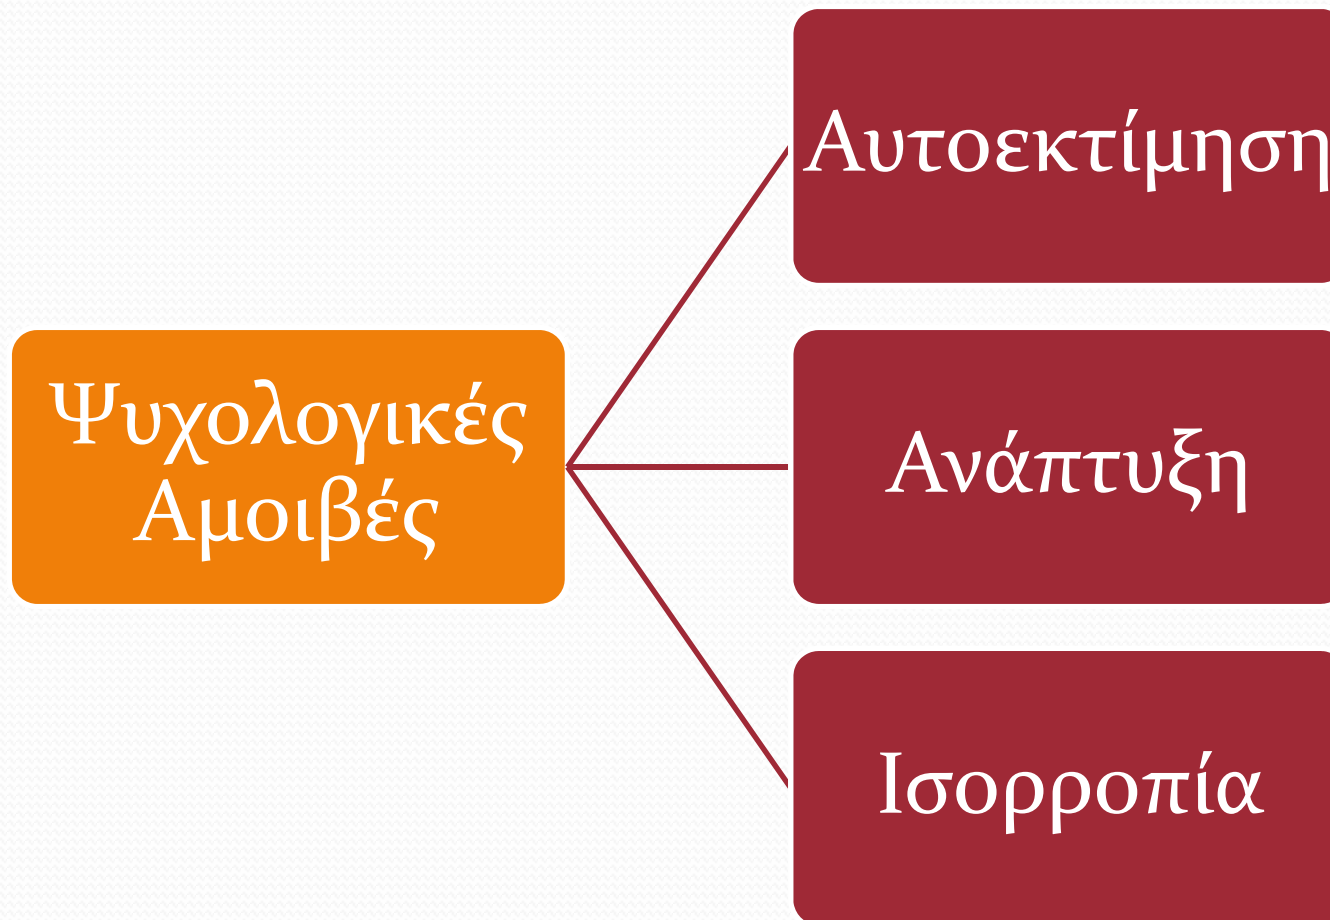 Ψυχολογικές
Αμοιβές
Αυτοεκτίμηση
Ανάπτυξη
Ισορροπία